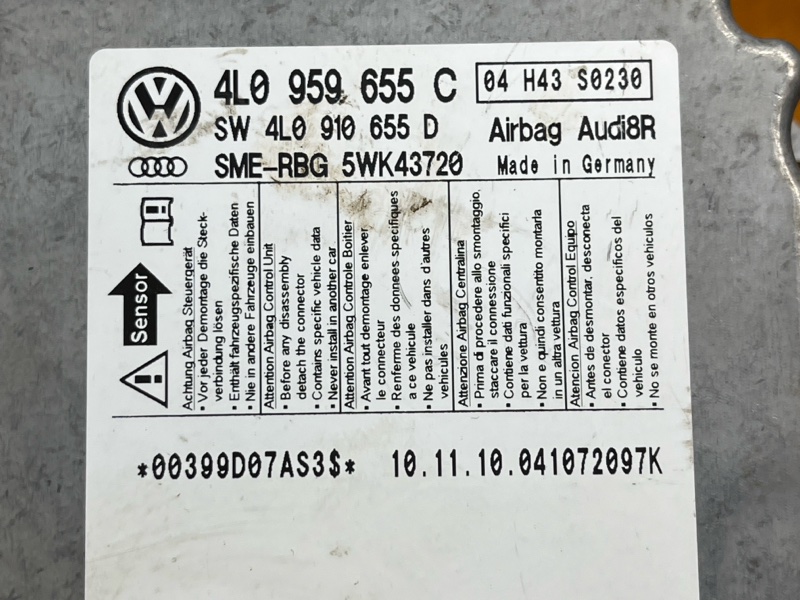 4L0 959 655 C
04 H43 S0230
SW 4L0 910 655 D
Airbag Audi8R
SME-RBG 5WK43720
Made in Germany
Sensor
Achtung Airbag Steuergerät
• Vor jeder Demontage die Steck-
verbindung lösen
• Enthält fahrzeugspezifische Daten
• Nie in andere Fahrzeuge einbauen
Attention Airbag Control Unit
• Before any disassembly
detach the connector
• Contains specific vehicle data
• Never install in another car
Attention Airbag Controle Boitier
• Avant tout demontage enlever
le connecteur
• Renferme des donnees specifiques
a ce véhicule
• Ne pas installer dans d'autres
véhicules
Attenzione Airbag Centralina
• Prima di procedere allo smontaggio,
staccare il connessione
• Contiene dati funzionali specifici
per la vettura
• Non e quindi consentito montarla
in un altra vettura
Atencion Airbag Control Equipo
• Antes de desmontar, desconecta
el conector
• Contiene datos específicos del
vehiculo
• No se monte en otros vehiculos
*00399D07AS3$*
10.11.10.041072097K